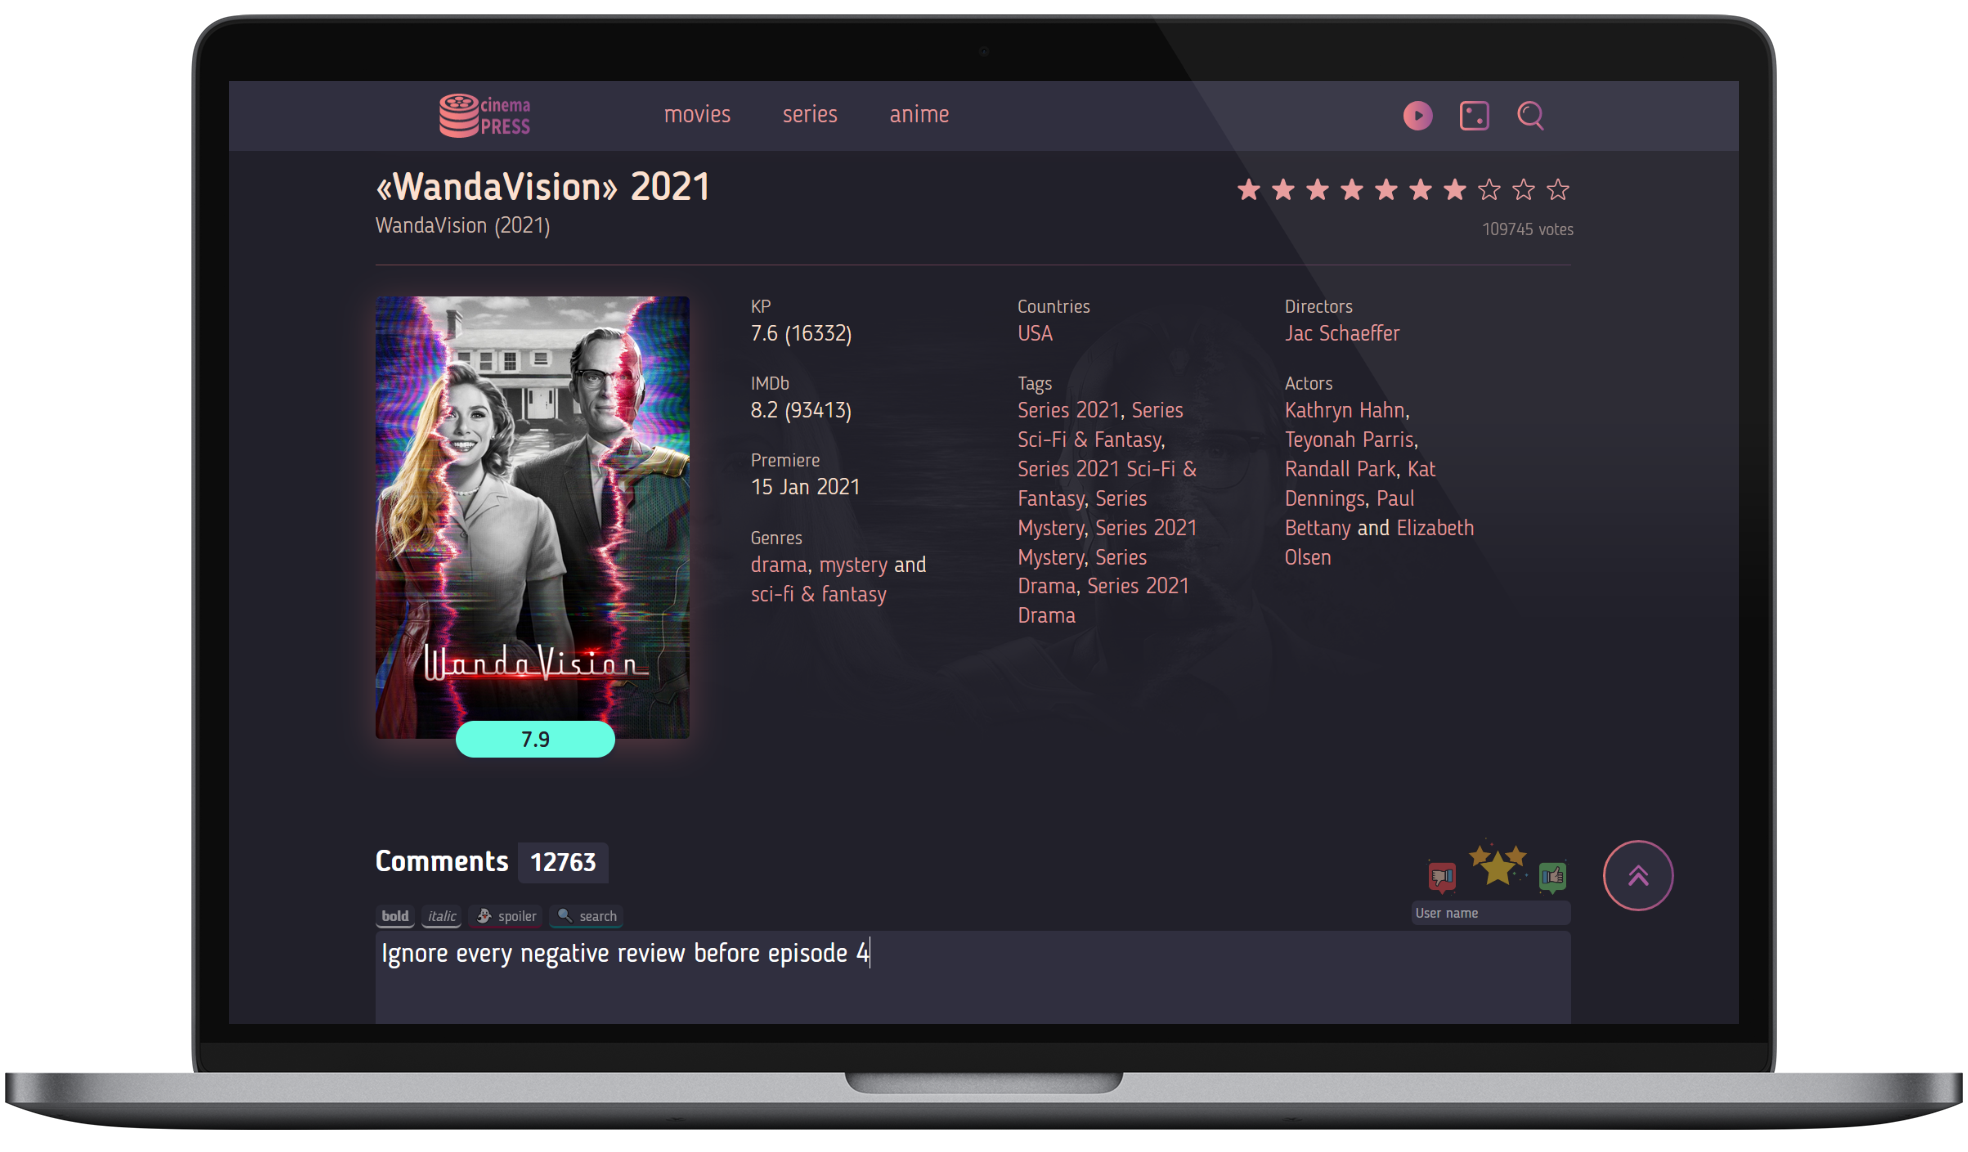 cinema
PRESS
movies
series
anime
«WandaVision» 2021
WandaVision (2021)
109745 votes
WandaVision
7.9
KP
7.6 (16332)
IMDb
8.2 (93413)
Premiere
15 Jan 2021
Genres
drama, mystery and
sci-fi & fantasy
Countries
USA
Tags
Series 2021, Series
Sci-Fi & Fantasy,
Series 2021 Sci-Fi &
Fantasy, Series
Mystery, Series 2021
Mystery, Series
Drama, Series 2021
Drama
Directors
Jac Schaeffer
Actors
Kathryn Hahn,
Teyonah Parris,
Randall Park, Kat
Dennings, Paul
Bettany and Elizabeth
Olsen
Comments 12763
bold italic spoiler search
User name
Ignore every negative review before episode 4